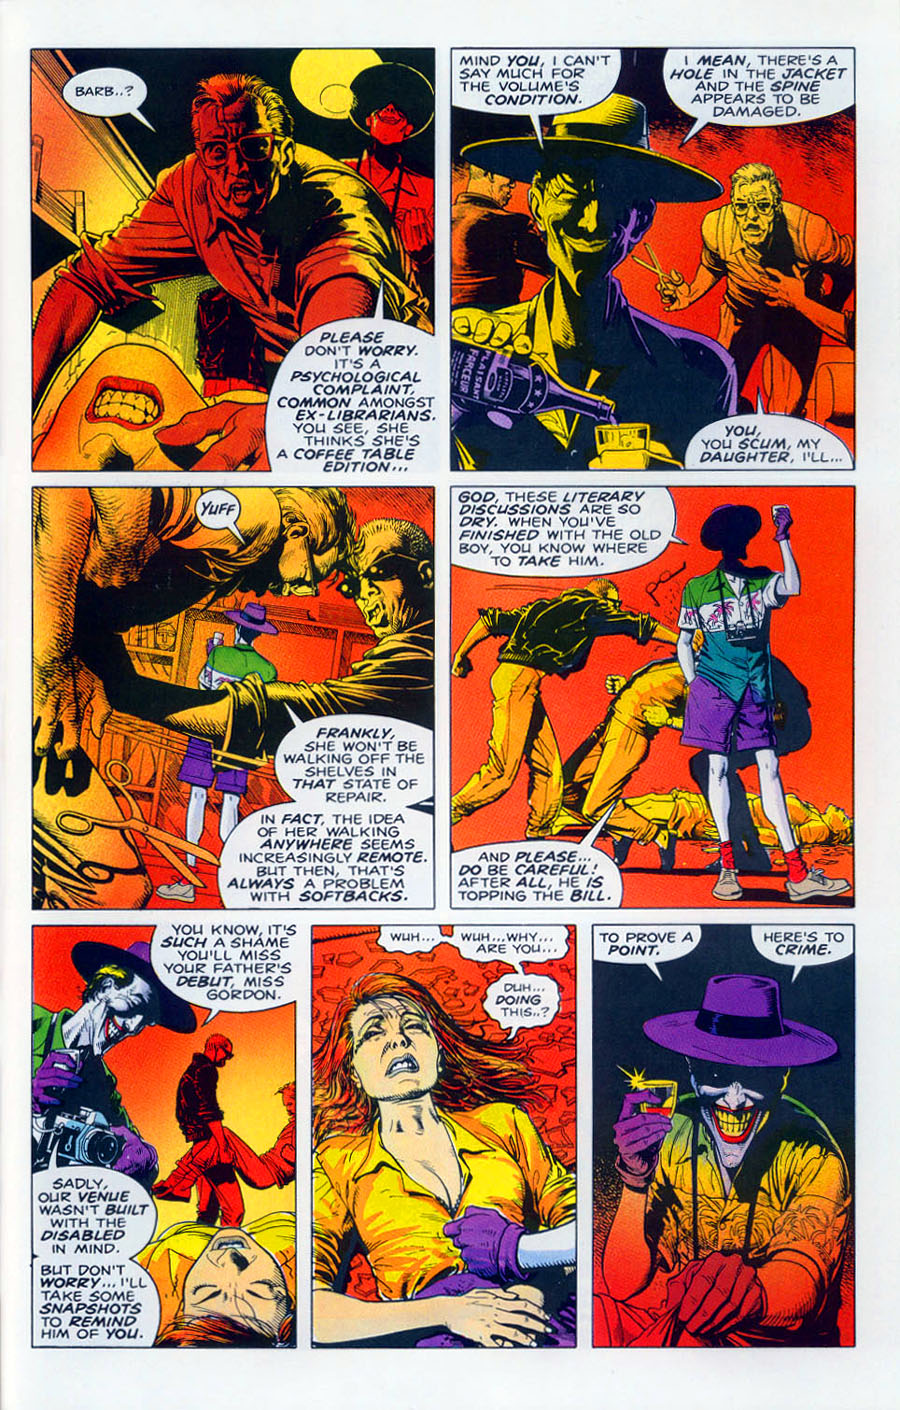 BARB..?
PLEASE
DON'T WORRY.
IT'S A
PSYCHOLOGICAL
COMPLAINT,
COMMON AMONGST
EX-LIBRARIANS.
YOU SEE, SHE
THINKS SHE'S
A COFFEE TABLE
EDITION...
MIND YOU, I CAN'T
SAY MUCH FOR
THE VOLUME'S
CONDITION.
I MEAN, THERE'S A
HOLE IN THE JACKET
AND THE SPINE
APPEARS TO BE
DAMAGED.
PLAISANT
FARCEUR
YOU,
YOU SCUM, MY
DAUGHTER, I'LL...
YUFF
FRANKLY,
SHE WON'T BE
WALKING OFF THE
SHELVES IN
THAT STATE OF
REPAIR.
IN FACT, THE IDEA
OF HER WALKING
ANYWHERE SEEMS
INCREASINGLY REMOTE.
BUT THEN, THAT'S
ALWAYS A PROBLEM
WITH SOFTBACKS.
GOD, THESE LITERARY
DISCUSSIONS ARE SO
DRY. WHEN YOU'VE
FINISHED WITH THE OLD
BOY, YOU KNOW WHERE
TO TAKE HIM.
AND PLEASE...
DO BE CAREFUL!
AFTER ALL, HE IS
TOPPING THE BILL.
YOU KNOW, IT'S
SUCH A SHAME
YOU'LL MISS
YOUR FATHER'S
DEBUT, MISS
GORDON.
SADLY,
OUR VENUE
WASN'T BUILT
WITH THE
DISABLED
IN MIND.
BUT DON'T
WORRY... I'LL
TAKE SOME
SNAPSHOTS
TO REMIND
HIM OF YOU.
WUH...
WUH...WHY...
ARE YOU...
DUH...
DOING
THIS..?
TO PROVE A
POINT.
HERE'S TO
CRIME.